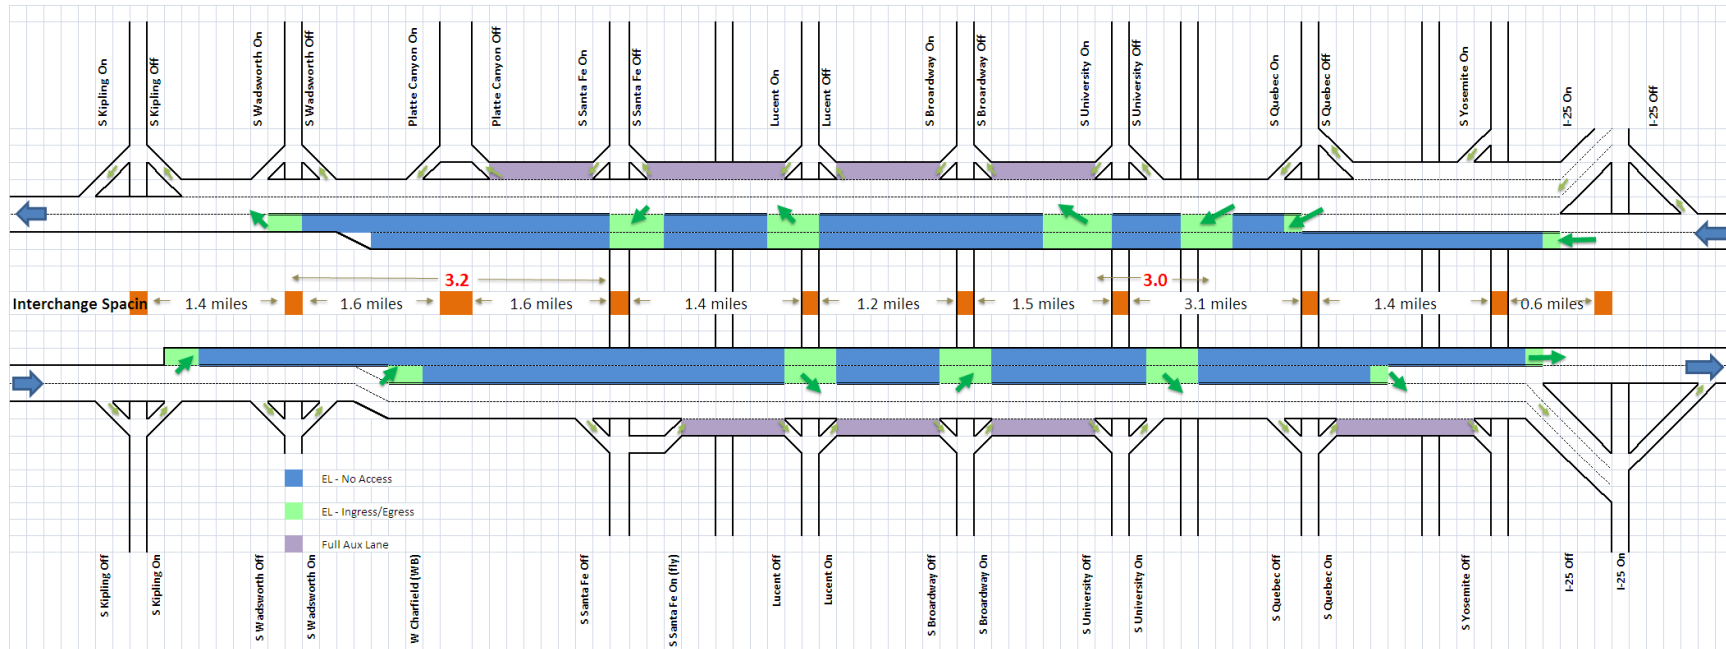 S Kipling On
S Kipling Off
S Wadsworth On
S Wadsworth Off
Platte Canyon On
Platte Canyon Off
S Santa Fe On
S Santa Fe Off
Lucent On
Lucent Off
S Broardway On
S Broardway Off
S University On
S University Off
S Quebec On
S Quebec Off
S Yosemite On
I-25 On
I-25 Off
3.2
3.0
Interchange Spacin
1.4 miles
1.6 miles
1.6 miles
1.4 miles
1.2 miles
1.5 miles
3.1 miles
1.4 miles
0.6 miles
EL - No Access
EL - Ingress/Egress
Full Aux Lane
S Kipling Off
S Kipling On
S Wadsworth Off
S Wadsworth On
W Charfield (WB)
S Santa Fe Off
S Santa Fe On (fly)
Lucent Off
Lucent On
S Broardway Off
S Broardway On
S University Off
S University On
S Quebec Off
S Quebec On
S Yosemite Off
I-25 Off
I-25 On